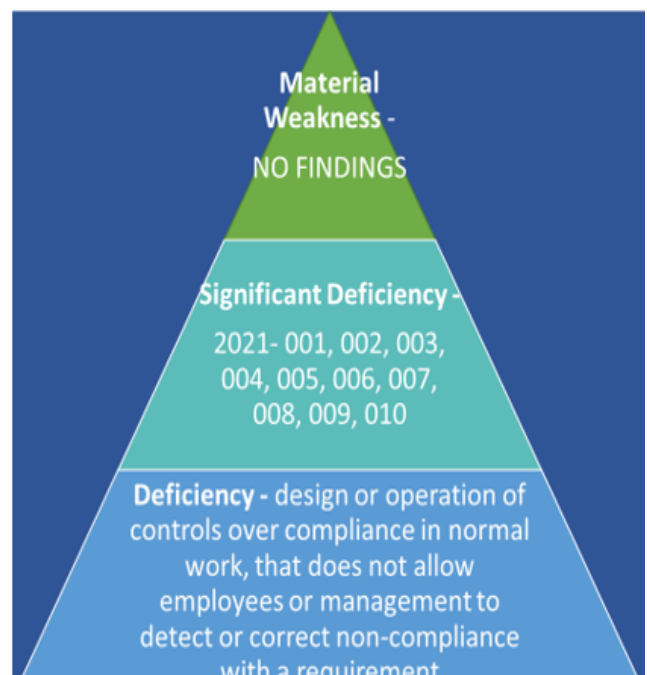 Material
Weakness -
NO FINDINGS
Significant Deficiency -
2021- 001, 002, 003,
004, 005, 006, 007,
008, 009, 010
Deficiency - design or operation of
controls over compliance in normal
work, that does not allow
employees or management to
detect or correct non-compliance
with a requirement